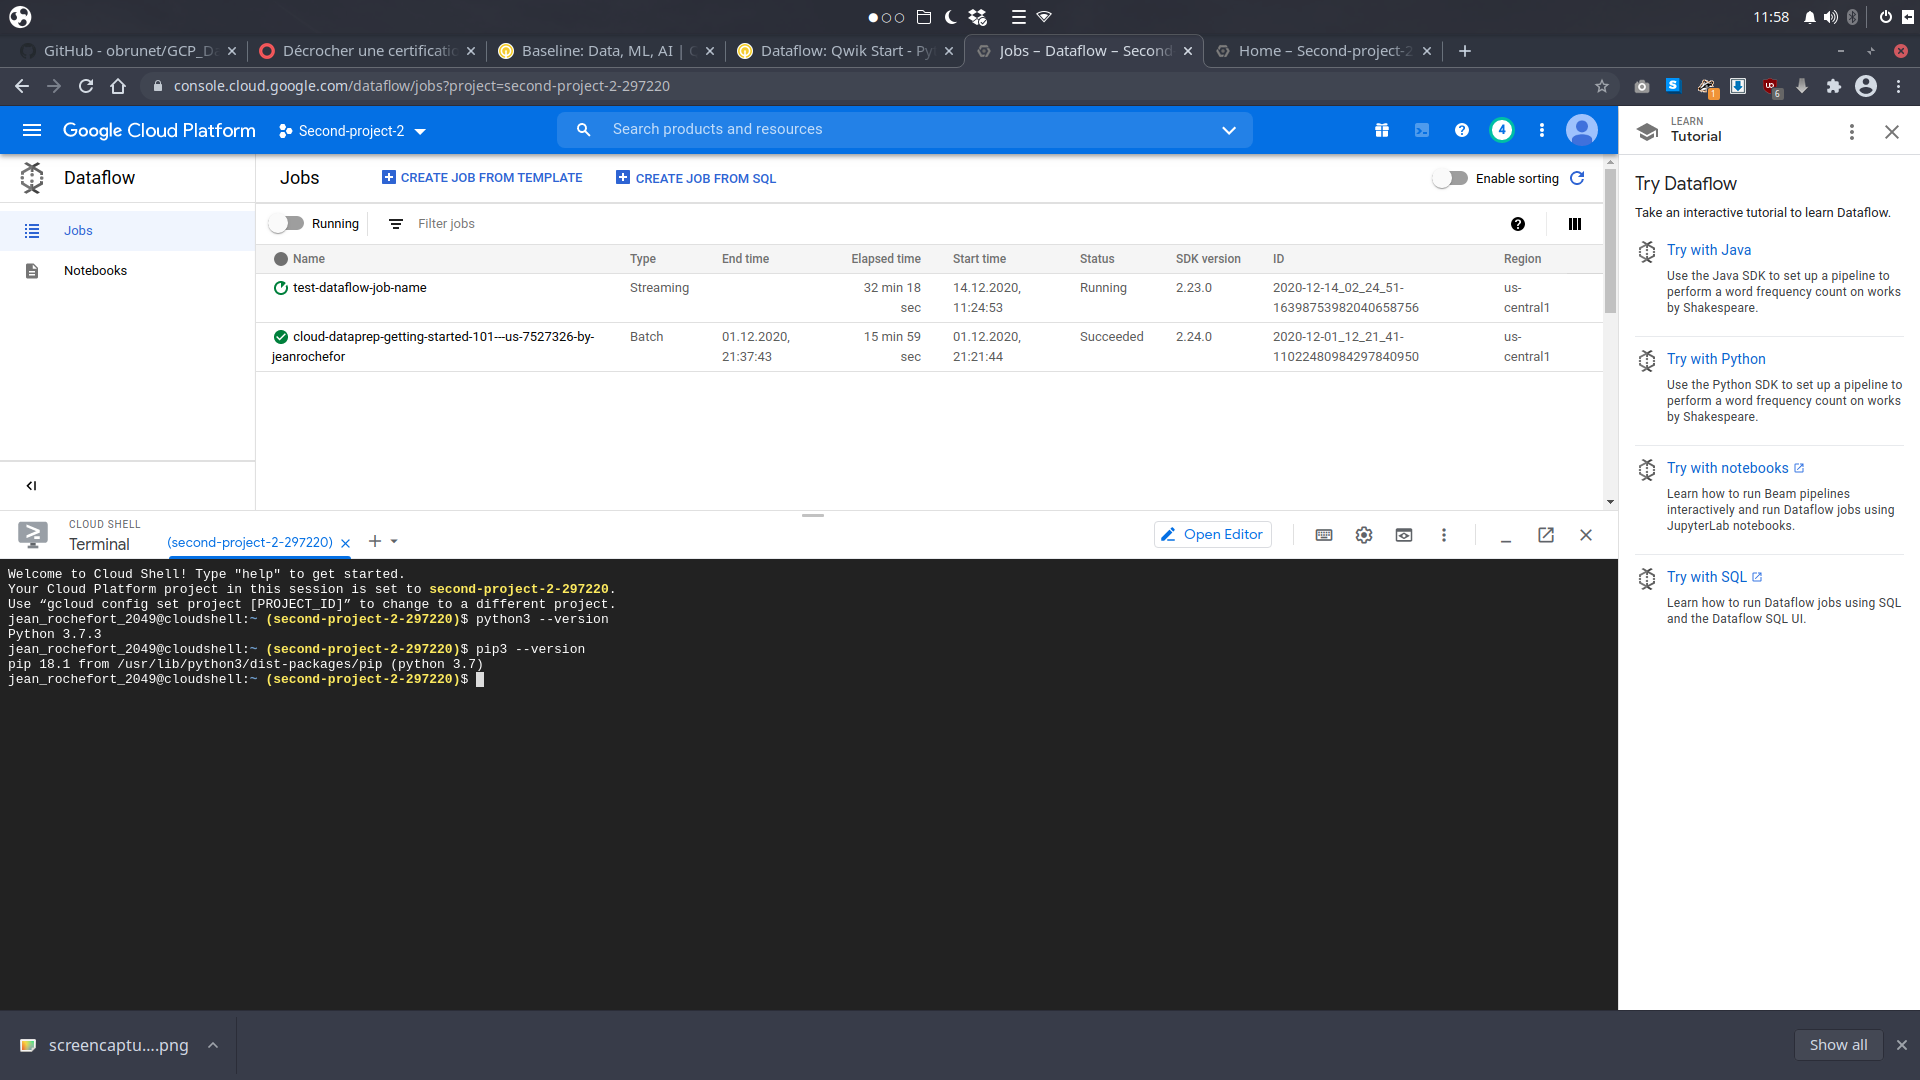 11:58
GitHub - obrunet/GCP_Da
Décrocher une certificatio
Baseline: Data, ML, AI | G
Dataflow: Qwik Start - Pyt
Jobs – Dataflow – Second
Home – Second-project-2
console.cloud.google.com/dataflow/jobs?project=second-project-2-297220
1
6
Google Cloud Platform
Second-project-2
Search products and resources
4
LEARN
Tutorial
Dataflow
Jobs
CREATE JOB FROM TEMPLATE
CREATE JOB FROM SQL
Enable sorting
Jobs
Notebooks
Running
Filter jobs
Name Type End time Elapsed time Start time Status SDK version ID Region
test-dataflow-job-name Streaming 32 min 18 14.12.2020, Running 2.23.0 2020-12-14_02_24_51- us-
sec 11:24:53 16398753982040658756 central1
cloud-dataprep-getting-started-101---us-7527326-by- Batch 01.12.2020, 15 min 59 01.12.2020, Succeeded 2.24.0 2020-12-01_12_21_41- us-
jeanrochefor 21:37:43 sec 21:21:44 11022480984297840950 central1
Try Dataflow
Take an interactive tutorial to learn Dataflow.
Try with Java
Use the Java SDK to set up a pipeline to
perform a word frequency count on works
by Shakespeare.
Try with Python
Use the Python SDK to set up a pipeline to
perform a word frequency count on works
by Shakespeare.
Try with notebooks
Learn how to run Beam pipelines
interactively and run Dataflow jobs using
JupyterLab notebooks.
Try with SQL
Learn how to run Dataflow jobs using SQL
and the Dataflow SQL UI.
CLOUD SHELL
Terminal
(second-project-2-297220)
Open Editor
Welcome to Cloud Shell! Type "help" to get started.
Your Cloud Platform project in this session is set to second-project-2-297220.
Use “gcloud config set project [PROJECT_ID]” to change to a different project.
jean_rochefort_2049@cloudshell:~ (second-project-2-297220)$ python3 --version
Python 3.7.3
jean_rochefort_2049@cloudshell:~ (second-project-2-297220)$ pip3 --version
pip 18.1 from /usr/lib/python3/dist-packages/pip (python 3.7)
jean_rochefort_2049@cloudshell:~ (second-project-2-297220)$
screencaptu....png
Show all